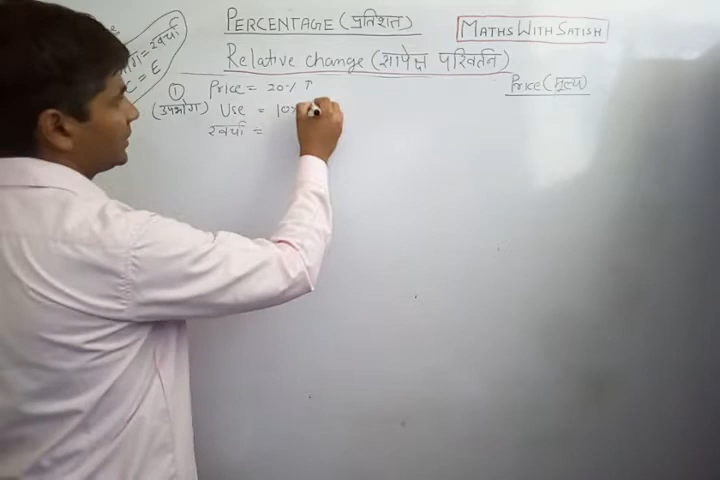 PERCENTAGE (प्रतिशत)
MATHS WITH SATISH
Relative change (सापेक्ष परिवर्तन)
Price (मूल्य)
= खर्चा
C = E
① Price = 20% ↑
(उपभोग) Use = 10%
खर्चा =